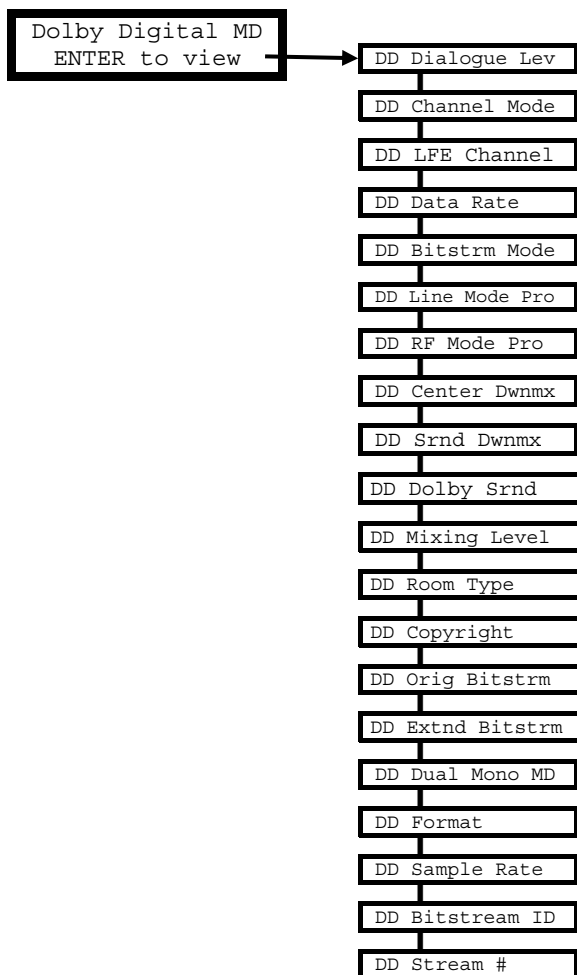 Dolby Digital MD
ENTER to view
DD Dialogue Lev
DD Channel Mode
DD LFE Channel
DD Data Rate
DD Bitstrm Mode
DD Line Mode Pro
DD RF Mode Pro
DD Center Dwnmx
DD Srnd Dwnmx
DD Dolby Srnd
DD Mixing Level
DD Room Type
DD Copyright
DD Orig Bitstrm
DD Extnd Bitstrm
DD Dual Mono MD
DD Format
DD Sample Rate
DD Bitstream ID
DD Stream #